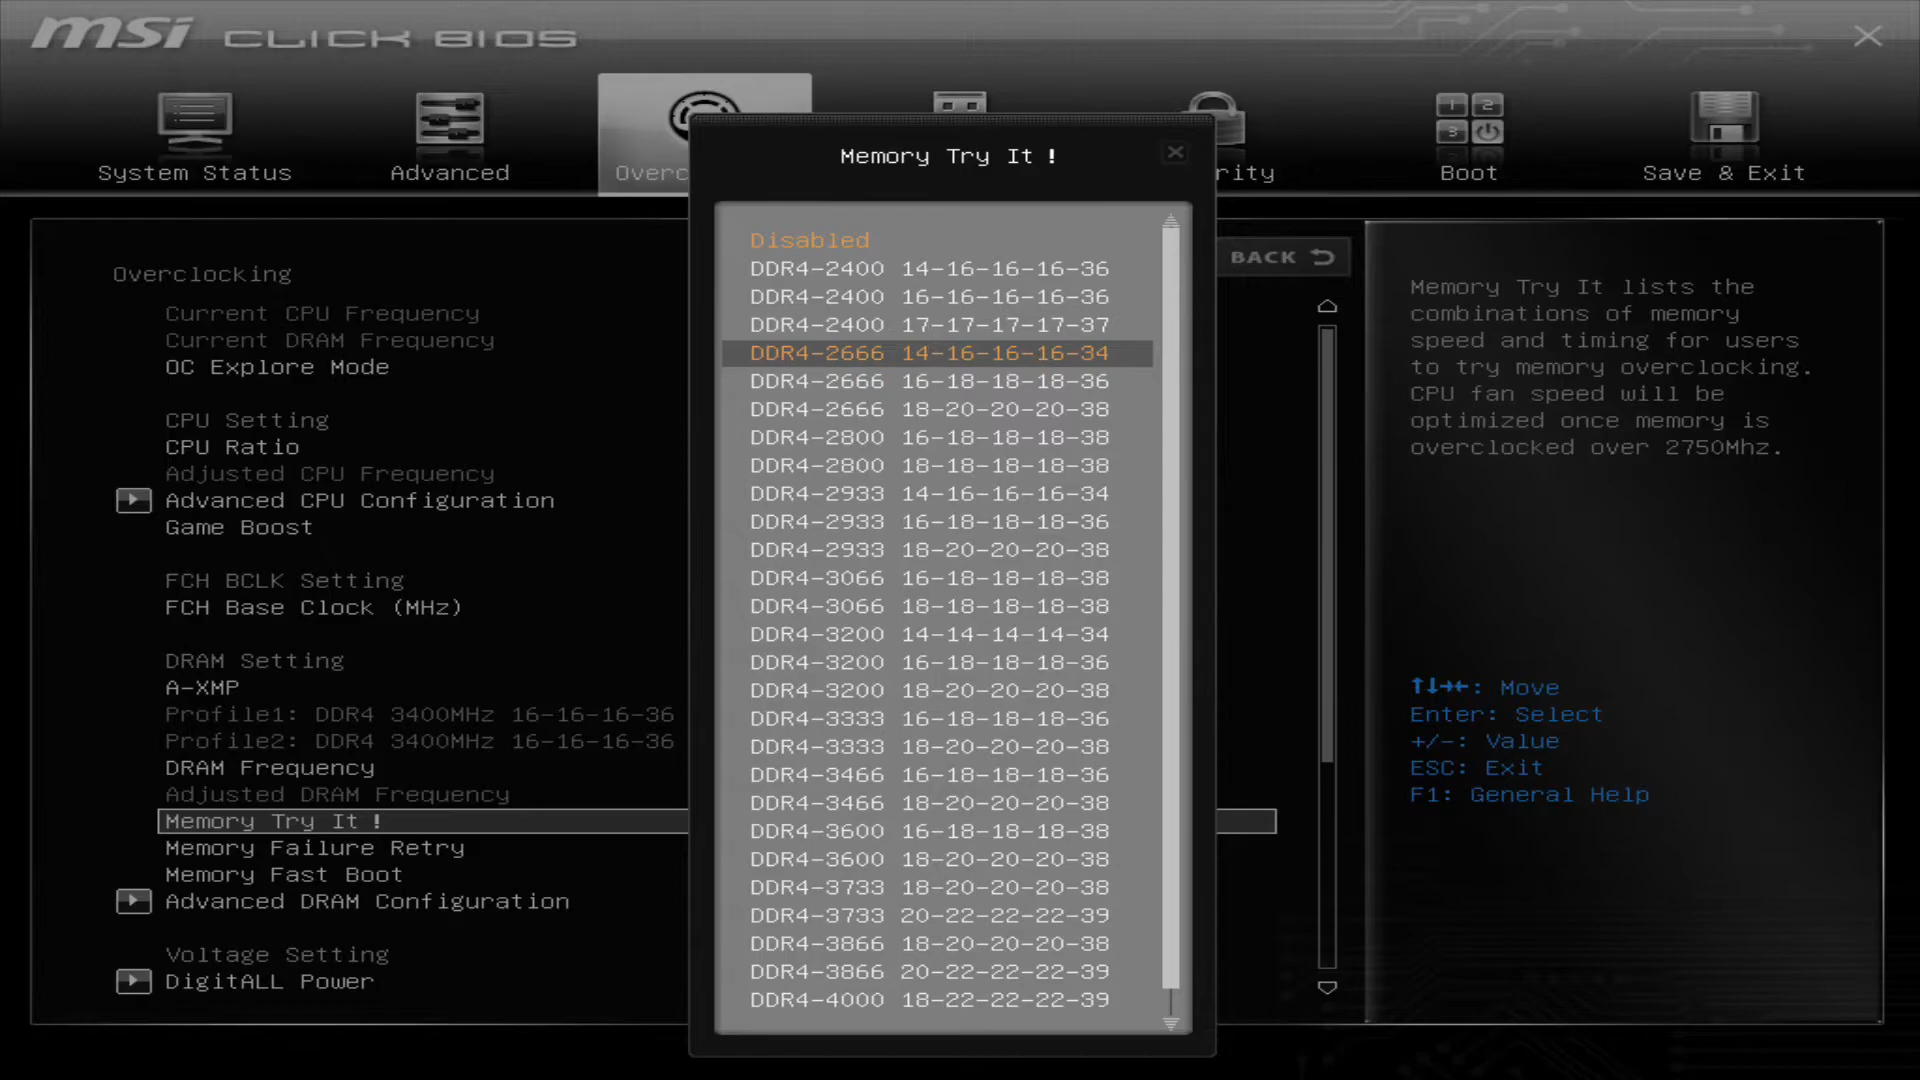 msi CLICK BIOS
System Status
Advanced
Overc
rity
Boot
Save & Exit
Memory Try It !
BACK
Overclocking
Current CPU Frequency
Current DRAM Frequency
OC Explore Mode
CPU Setting
CPU Ratio
Adjusted CPU Frequency
Advanced CPU Configuration
Game Boost
FCH BCLK Setting
FCH Base Clock (MHz)
DRAM Setting
A-XMP
Profile1: DDR4 3400MHz 16-16-16-36
Profile2: DDR4 3400MHz 16-16-16-36
DRAM Frequency
Adjusted DRAM Frequency
Memory Try It !
Memory Failure Retry
Memory Fast Boot
Advanced DRAM Configuration
Voltage Setting
DigitALL Power
Disabled
DDR4-2400 14-16-16-16-36
DDR4-2400 16-16-16-16-36
DDR4-2400 17-17-17-17-37
DDR4-2666 14-16-16-16-34
DDR4-2666 16-18-18-18-36
DDR4-2666 18-20-20-20-38
DDR4-2800 16-18-18-18-38
DDR4-2800 18-18-18-18-38
DDR4-2933 14-16-16-16-34
DDR4-2933 16-18-18-18-36
DDR4-2933 18-20-20-20-38
DDR4-3066 16-18-18-18-38
DDR4-3066 18-18-18-18-38
DDR4-3200 14-14-14-14-34
DDR4-3200 16-18-18-18-36
DDR4-3200 18-20-20-20-38
DDR4-3333 16-18-18-18-36
DDR4-3333 18-20-20-20-38
DDR4-3466 16-18-18-18-36
DDR4-3466 18-20-20-20-38
DDR4-3600 16-18-18-18-38
DDR4-3600 18-20-20-20-38
DDR4-3733 18-20-20-20-38
DDR4-3733 20-22-22-22-39
DDR4-3866 18-20-20-20-38
DDR4-3866 20-22-22-22-39
DDR4-4000 18-22-22-22-39
Memory Try It lists the
combinations of memory
speed and timing for users
to try memory overclocking.
CPU fan speed will be
optimized once memory is
overclocked over 2750Mhz.
↑↓→←: Move
Enter: Select
+/-: Value
ESC: Exit
F1: General Help